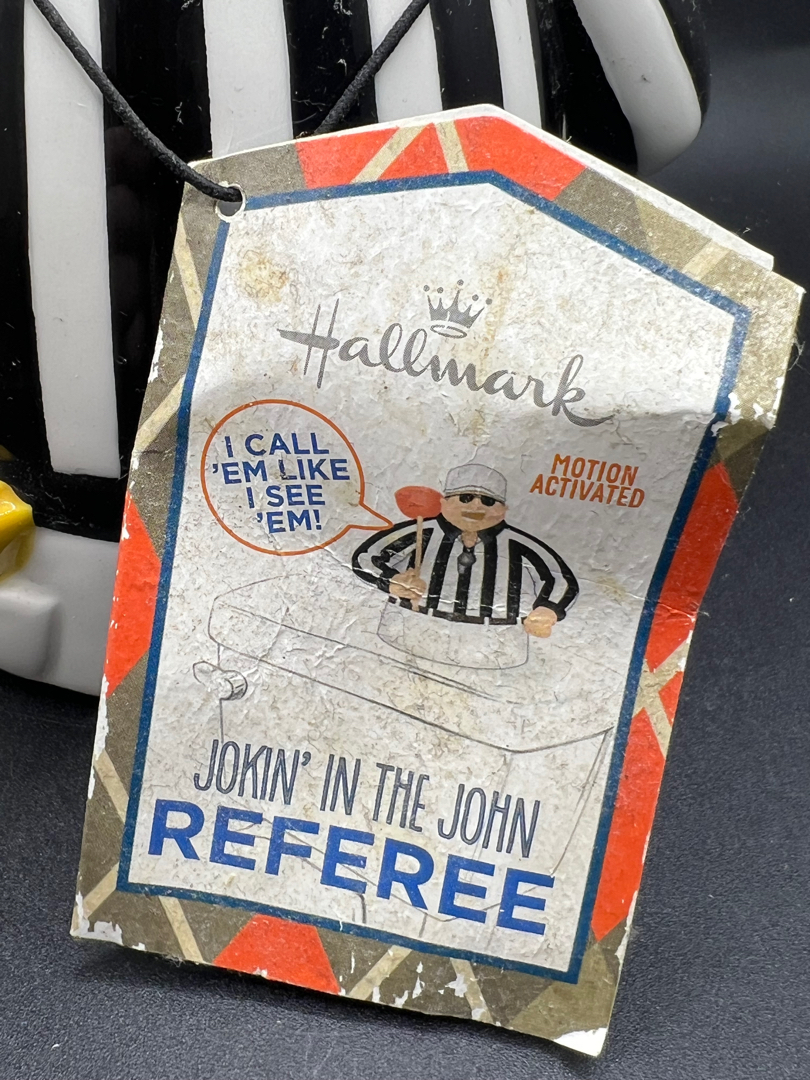 Hallmark
I CALL
'EM LIKE
I SEE
'EM!
MOTION
ACTIVATED
JOKIN' IN THE JOHN
REFEREE